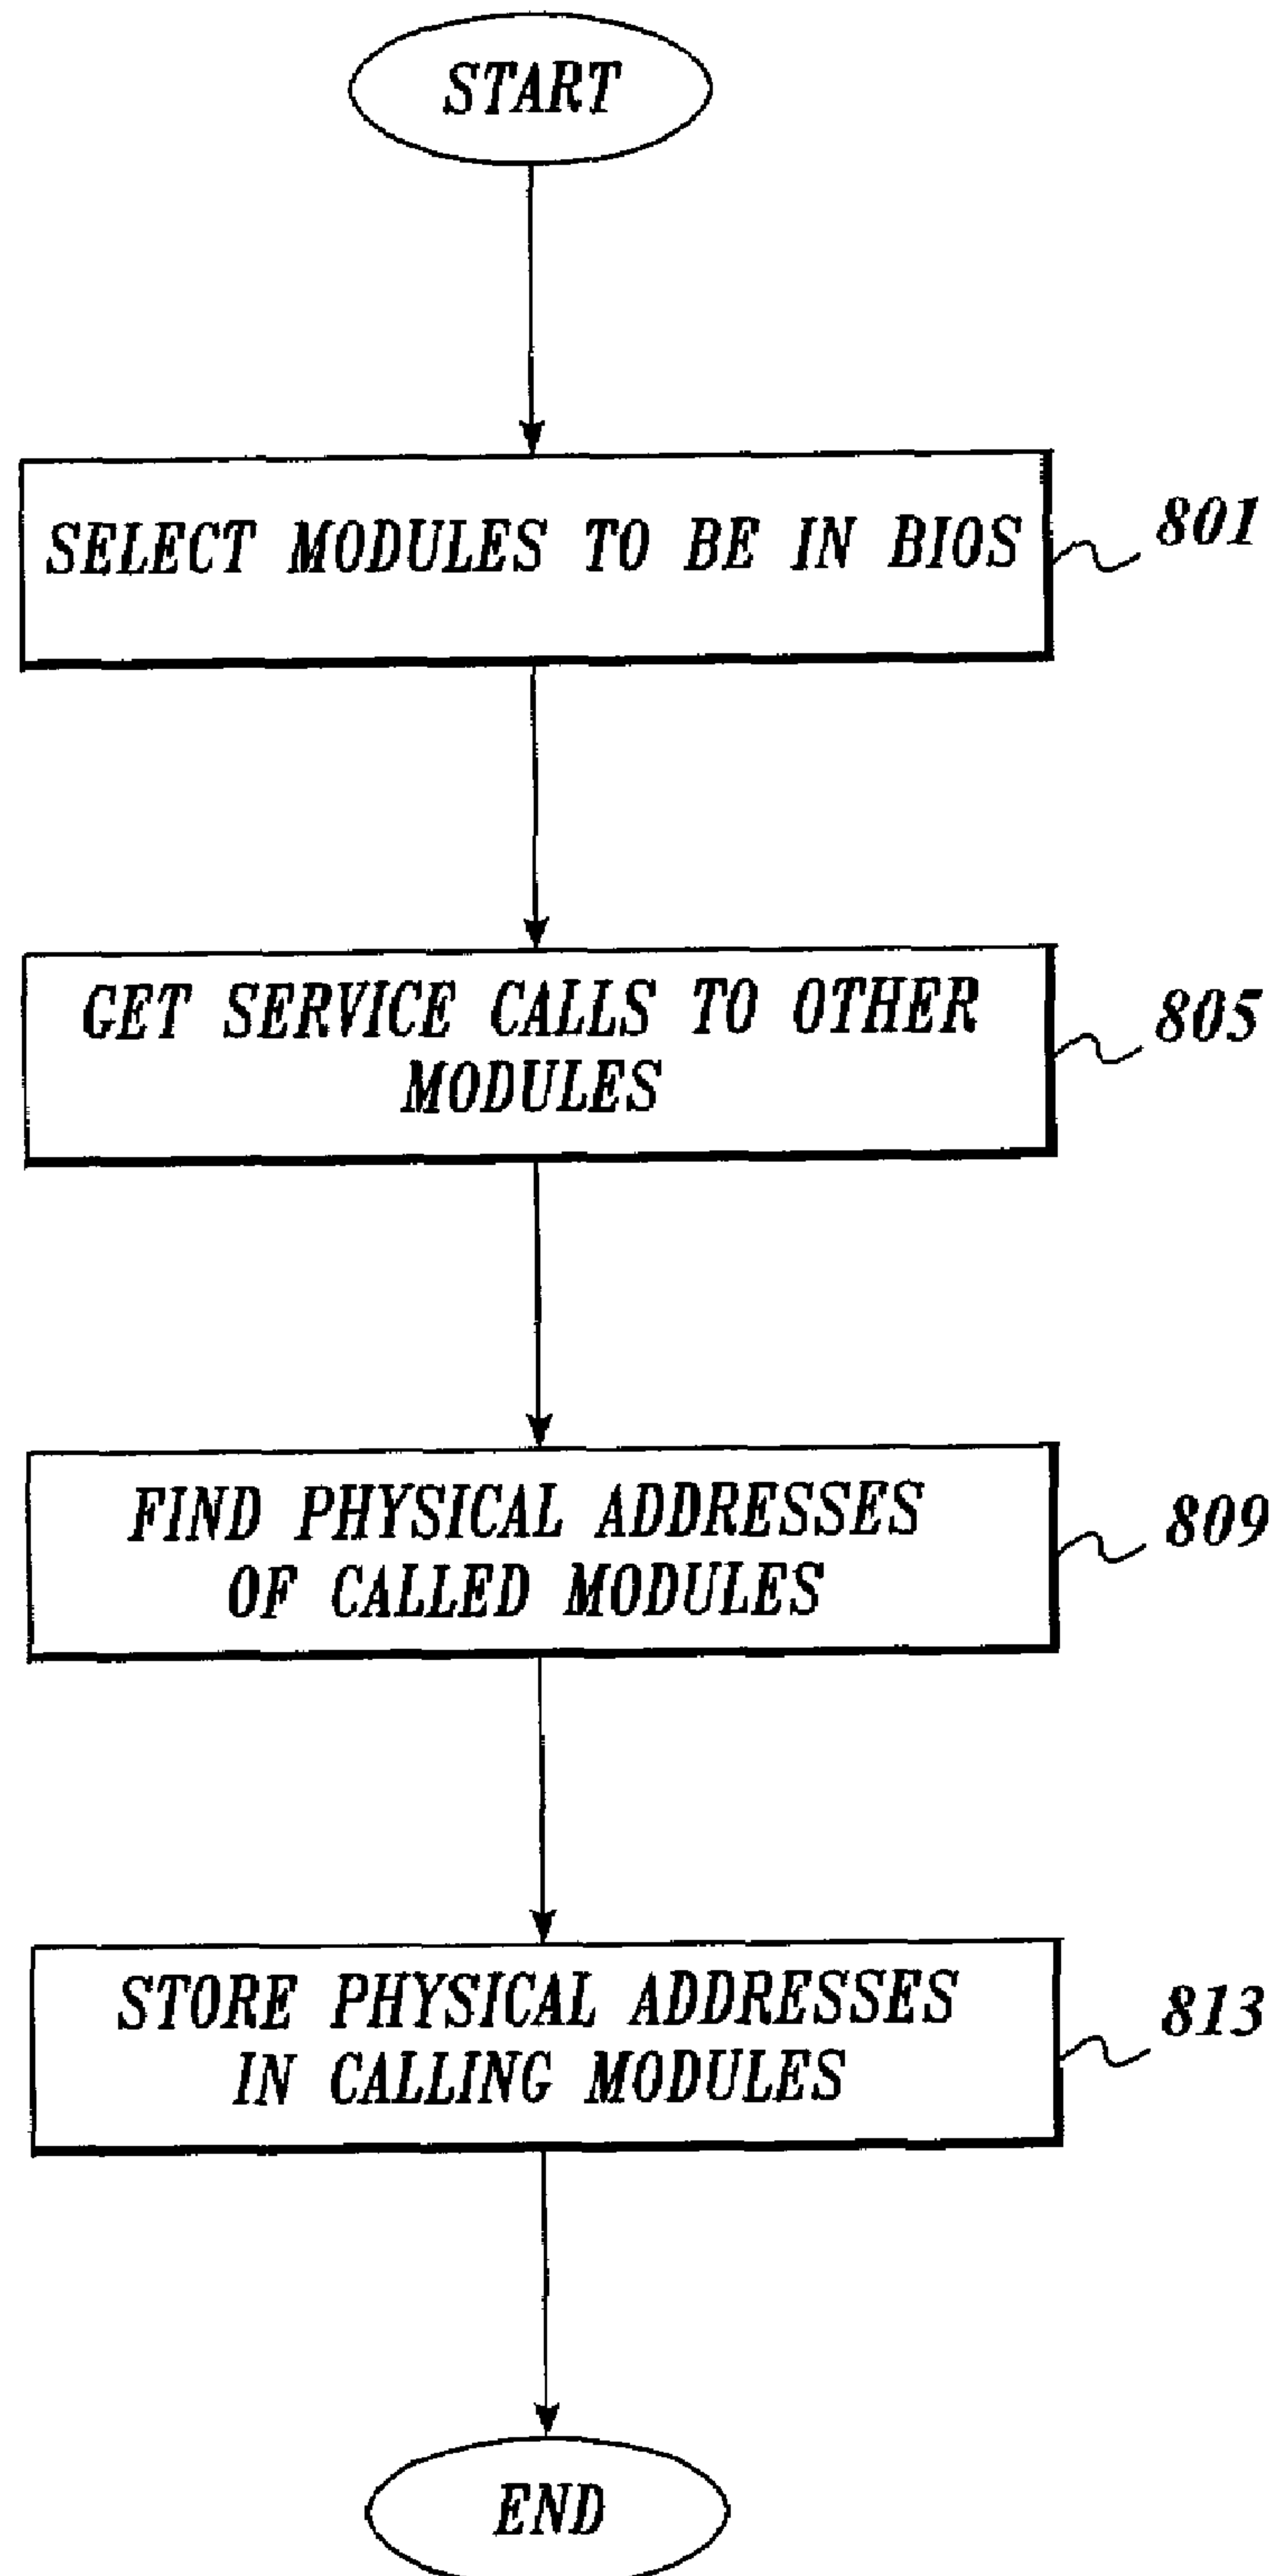 START
SELECT MODULES TO BE IN BIOS
801
GET SERVICE CALLS TO OTHER
MODULES
805
FIND PHYSICAL ADDRESSES
OF CALLED MODULES
809
STORE PHYSICAL ADDRESSES
IN CALLING MODULES
813
END